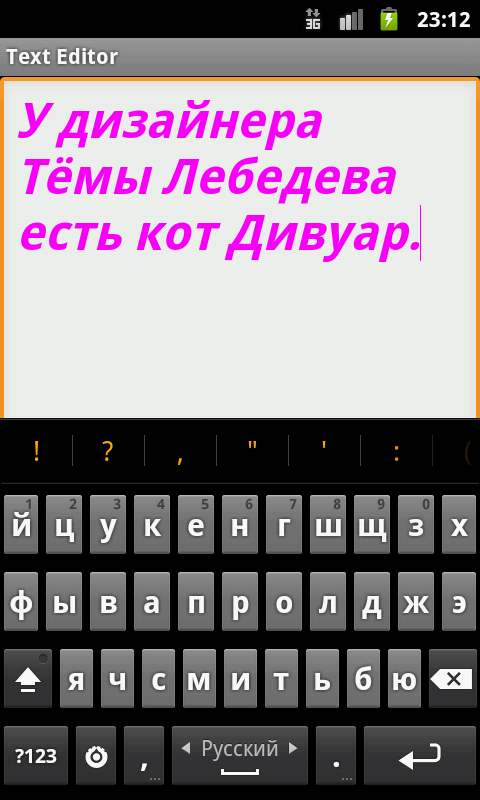 3G 23:12
Text Editor
У дизайнера
Тёмы Лебедева
есть кот Дивуар.
! ? , " ' : (
1 2 3 4 5 6 7 8 9 0
й ц у к е н г ш щ з х
ф ы в а п р о л д ж э
я ч с м и т ь б ю
?123 , ... Русский . ...